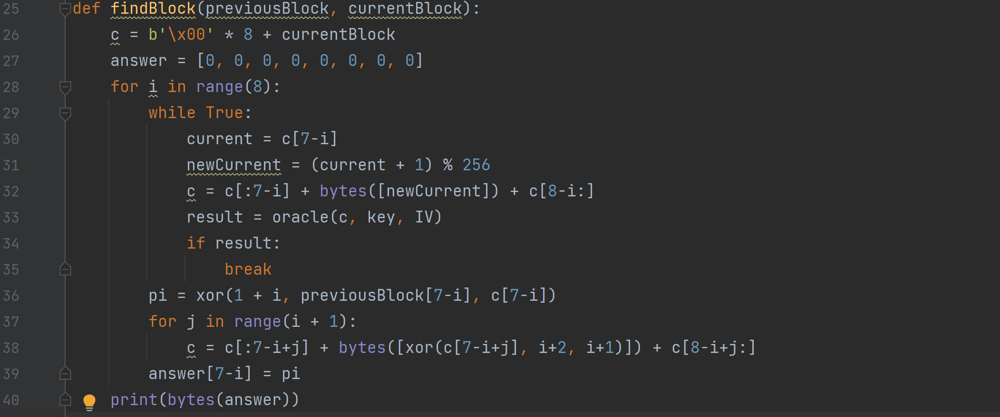 25 def findBlock(previousBlock, currentBlock):
26     c = b'\x00' * 8 + currentBlock
27     answer = [0, 0, 0, 0, 0, 0, 0, 0]
28     for i in range(8):
29         while True:
30             current = c[7-i]
31             newCurrent = (current + 1) % 256
32             c = c[:7-i] + bytes([newCurrent]) + c[8-i:]
33             result = oracle(c, key, IV)
34             if result:
35                 break
36         pi = xor(1 + i, previousBlock[7-i], c[7-i])
37         for j in range(i + 1):
38             c = c[:7-i+j] + bytes([xor(c[7-i+j], i+2, i+1)]) + c[8-i+j:]
39         answer[7-i] = pi
40     print(bytes(answer))